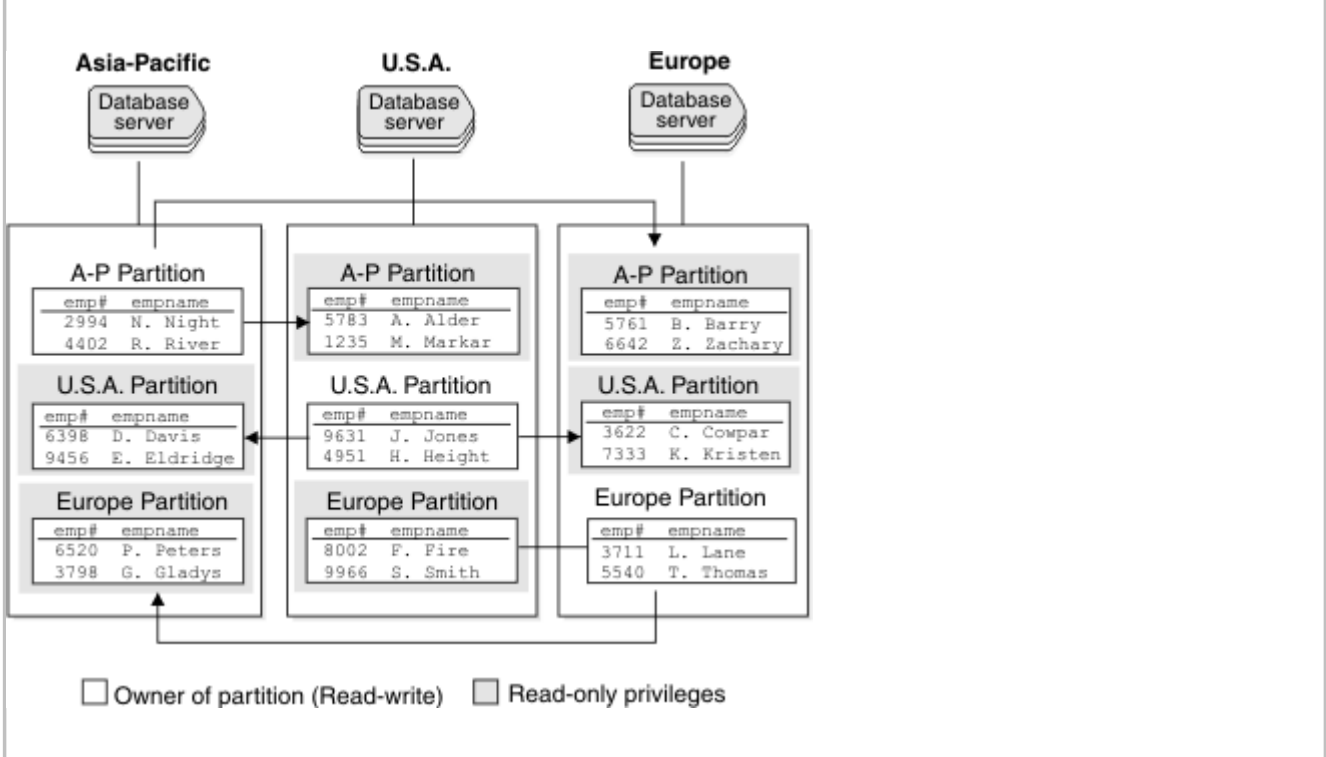 Asia-Pacific
U.S.A.
Europe
Database
server
Database
server
Database
server
A-P Partition
emp# empname
2994 N. Night
4402 R. River
A-P Partition
emp# empname
5783 A. Alder
1235 M. Markar
A-P Partition
emp# empname
5761 B. Barry
6642 Z. Zachary
U.S.A. Partition
emp# empname
6398 D. Davis
9456 E. Eldridge
U.S.A. Partition
emp# empname
9631 J. Jones
4951 H. Height
U.S.A. Partition
emp# empname
3622 C. Cowpar
7333 K. Kristen
Europe Partition
emp# empname
6520 P. Peters
3798 G. Gladys
Europe Partition
emp# empname
8002 F. Fire
9966 S. Smith
Europe Partition
emp# empname
3711 L. Lane
5540 T. Thomas
Owner of partition (Read-write)
Read-only privileges